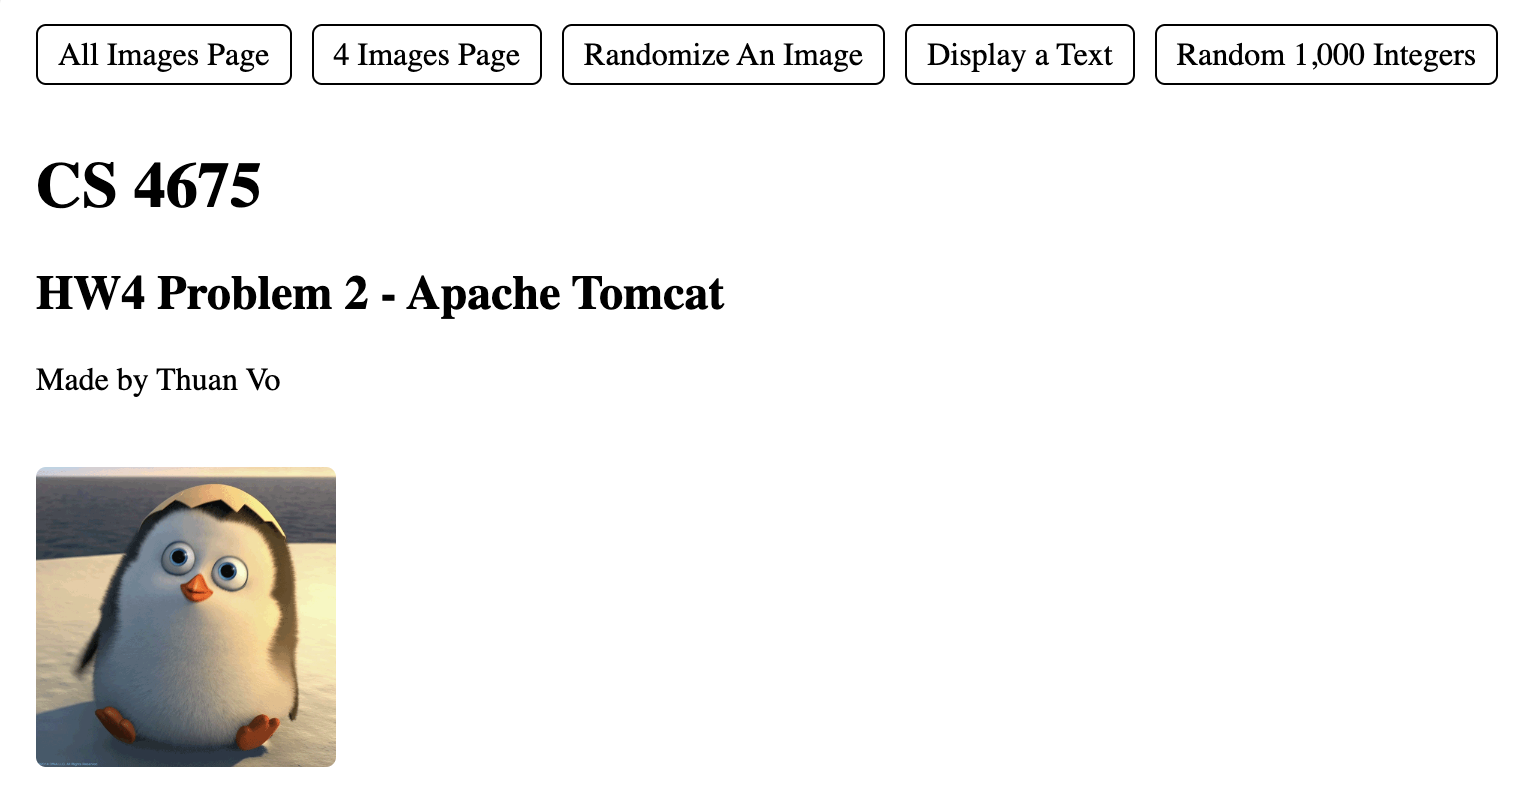 All Images Page
4 Images Page
Randomize An Image
Display a Text
Random 1,000 Integers
CS 4675
HW4 Problem 2 - Apache Tomcat
Made by Thuan Vo